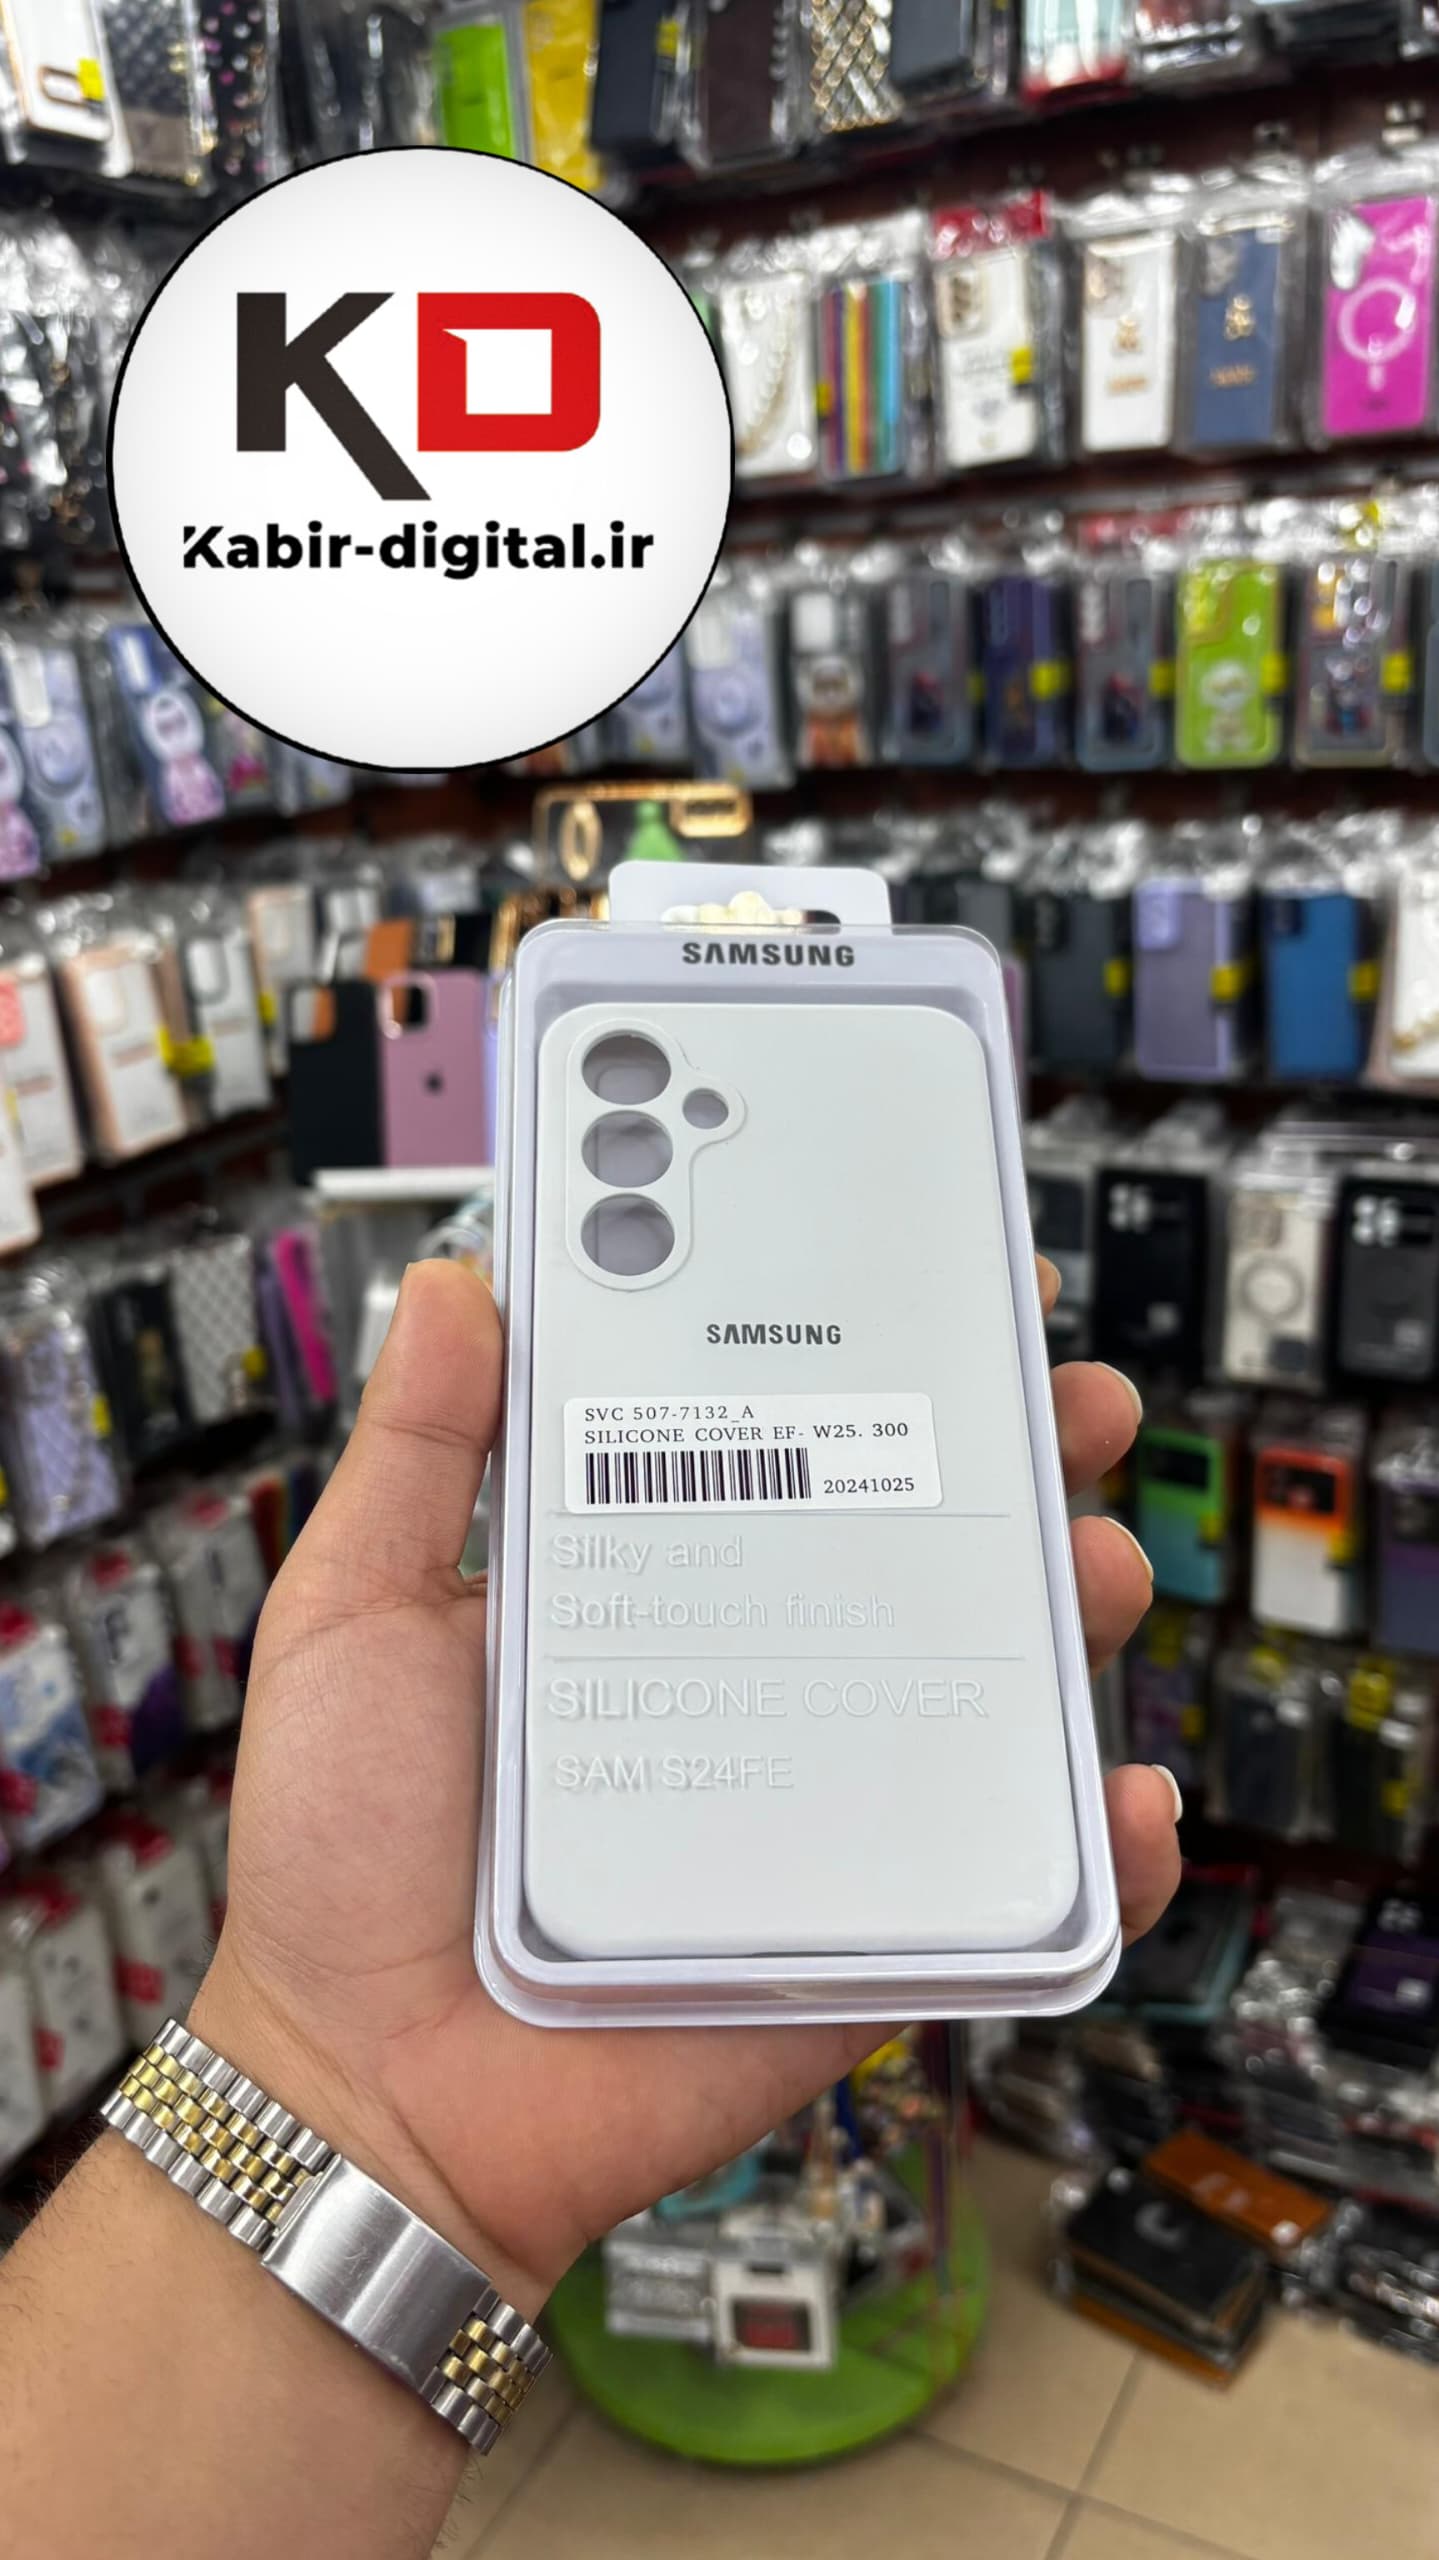 KD
Kabir-digital.ir
SAMSUNG
SAMSUNG
SVC 507-7132_A
SILICONE COVER EF- W25. 300
20241025
Silky and
Soft-touch finish
SILICONE COVER
SAM S24FE